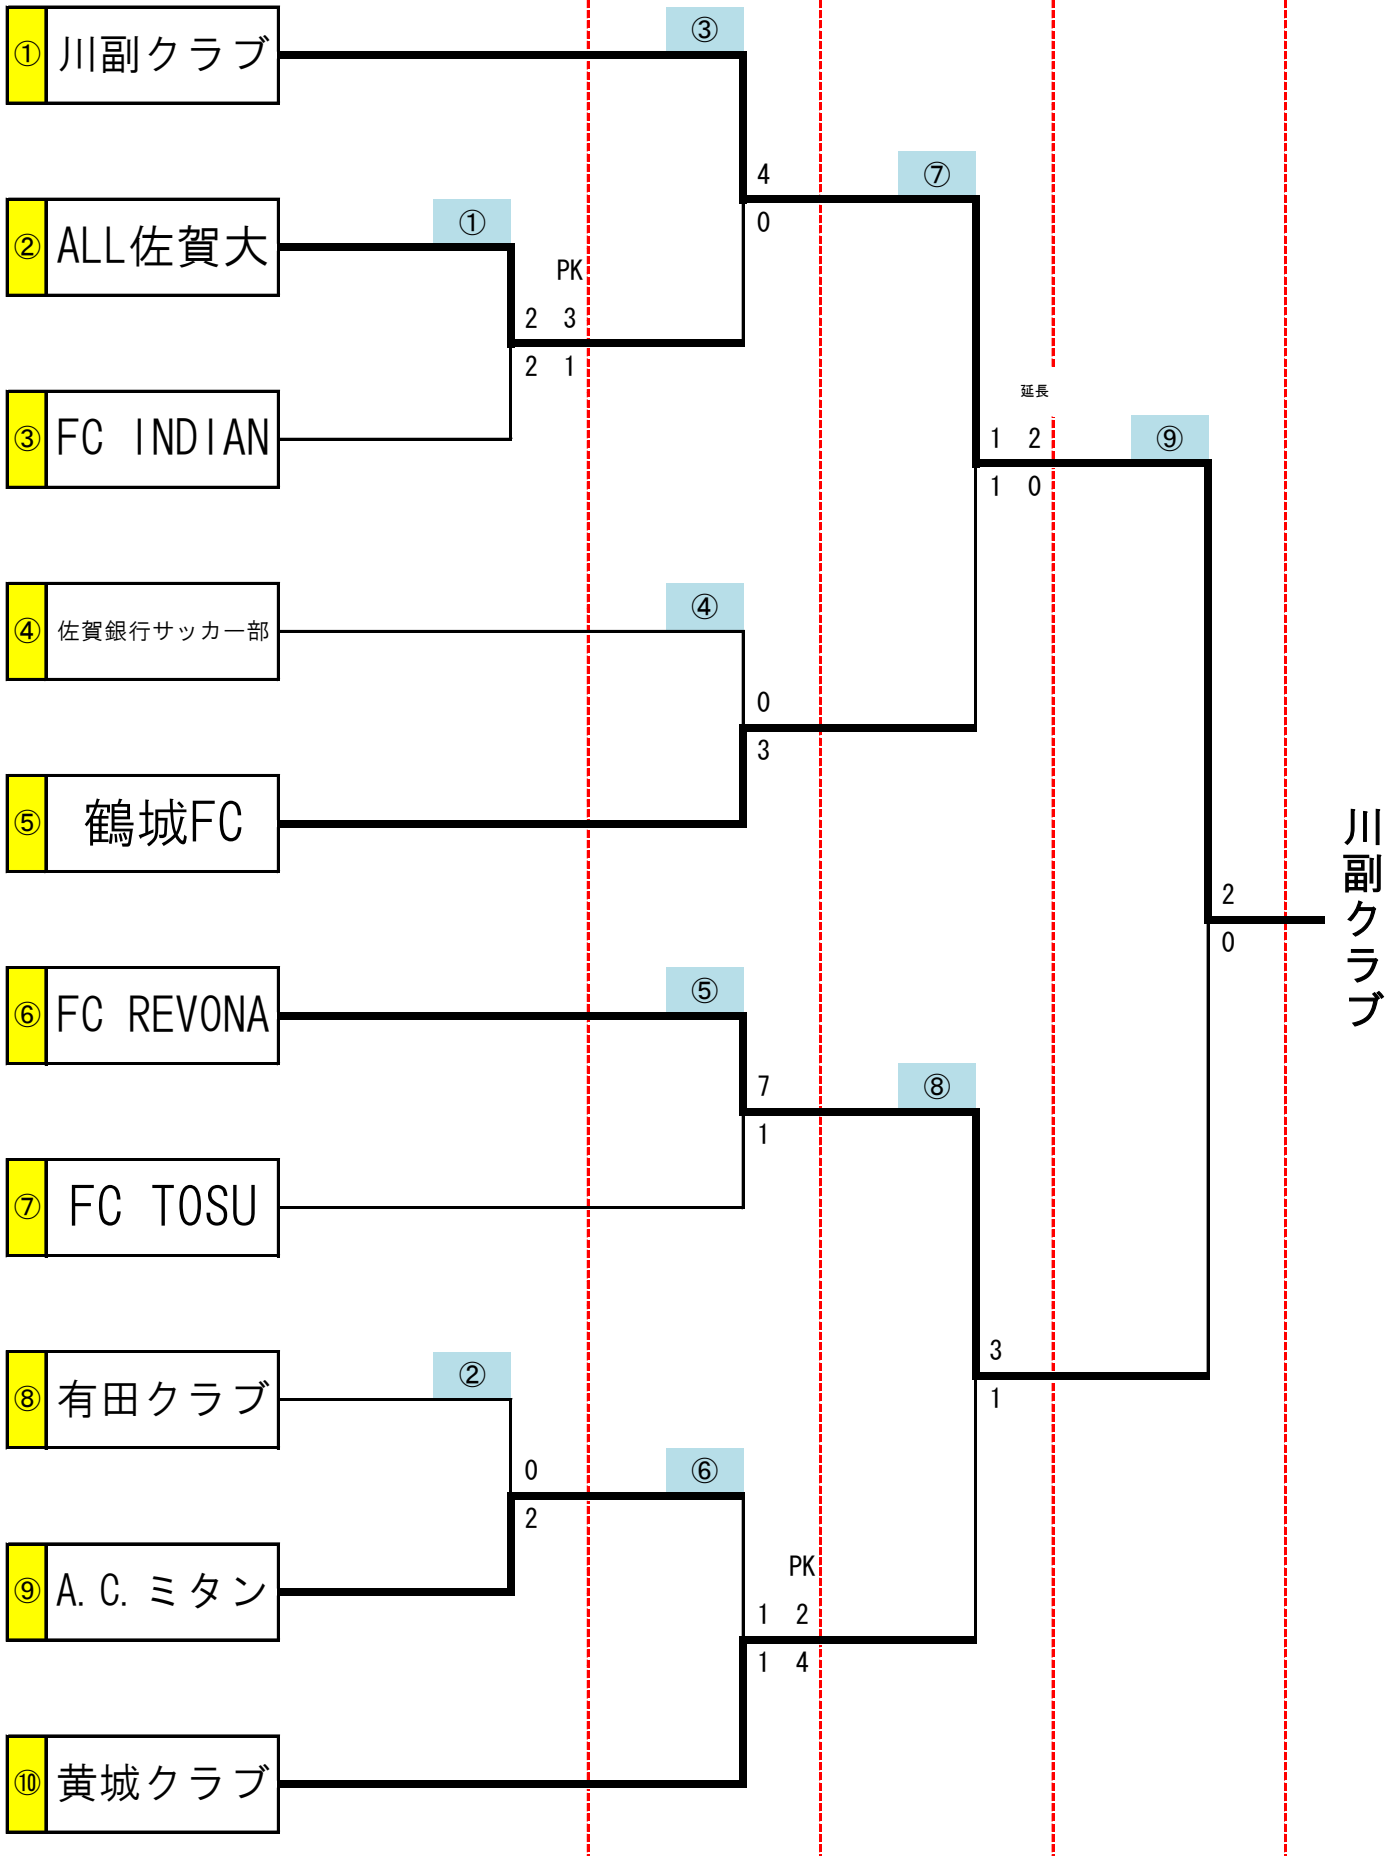 ③
① 川副クラブ
4
⑦
0
② ALL佐賀大
①
PK
2 3
2 1
延長
③ FC INDIAN
1 2
⑨
1 0
④
④ 佐賀銀行サッカー部
0
3
⑤ 鶴城FC
川副クラブ
2
0
⑤
⑥ FC REVONA
7
⑧
1
⑦ FC TOSU
3
1
②
⑧ 有田クラブ
0
⑥
2
PK
⑨ A.C.ミタン
1 2
1 4
⑩ 黄城クラブ